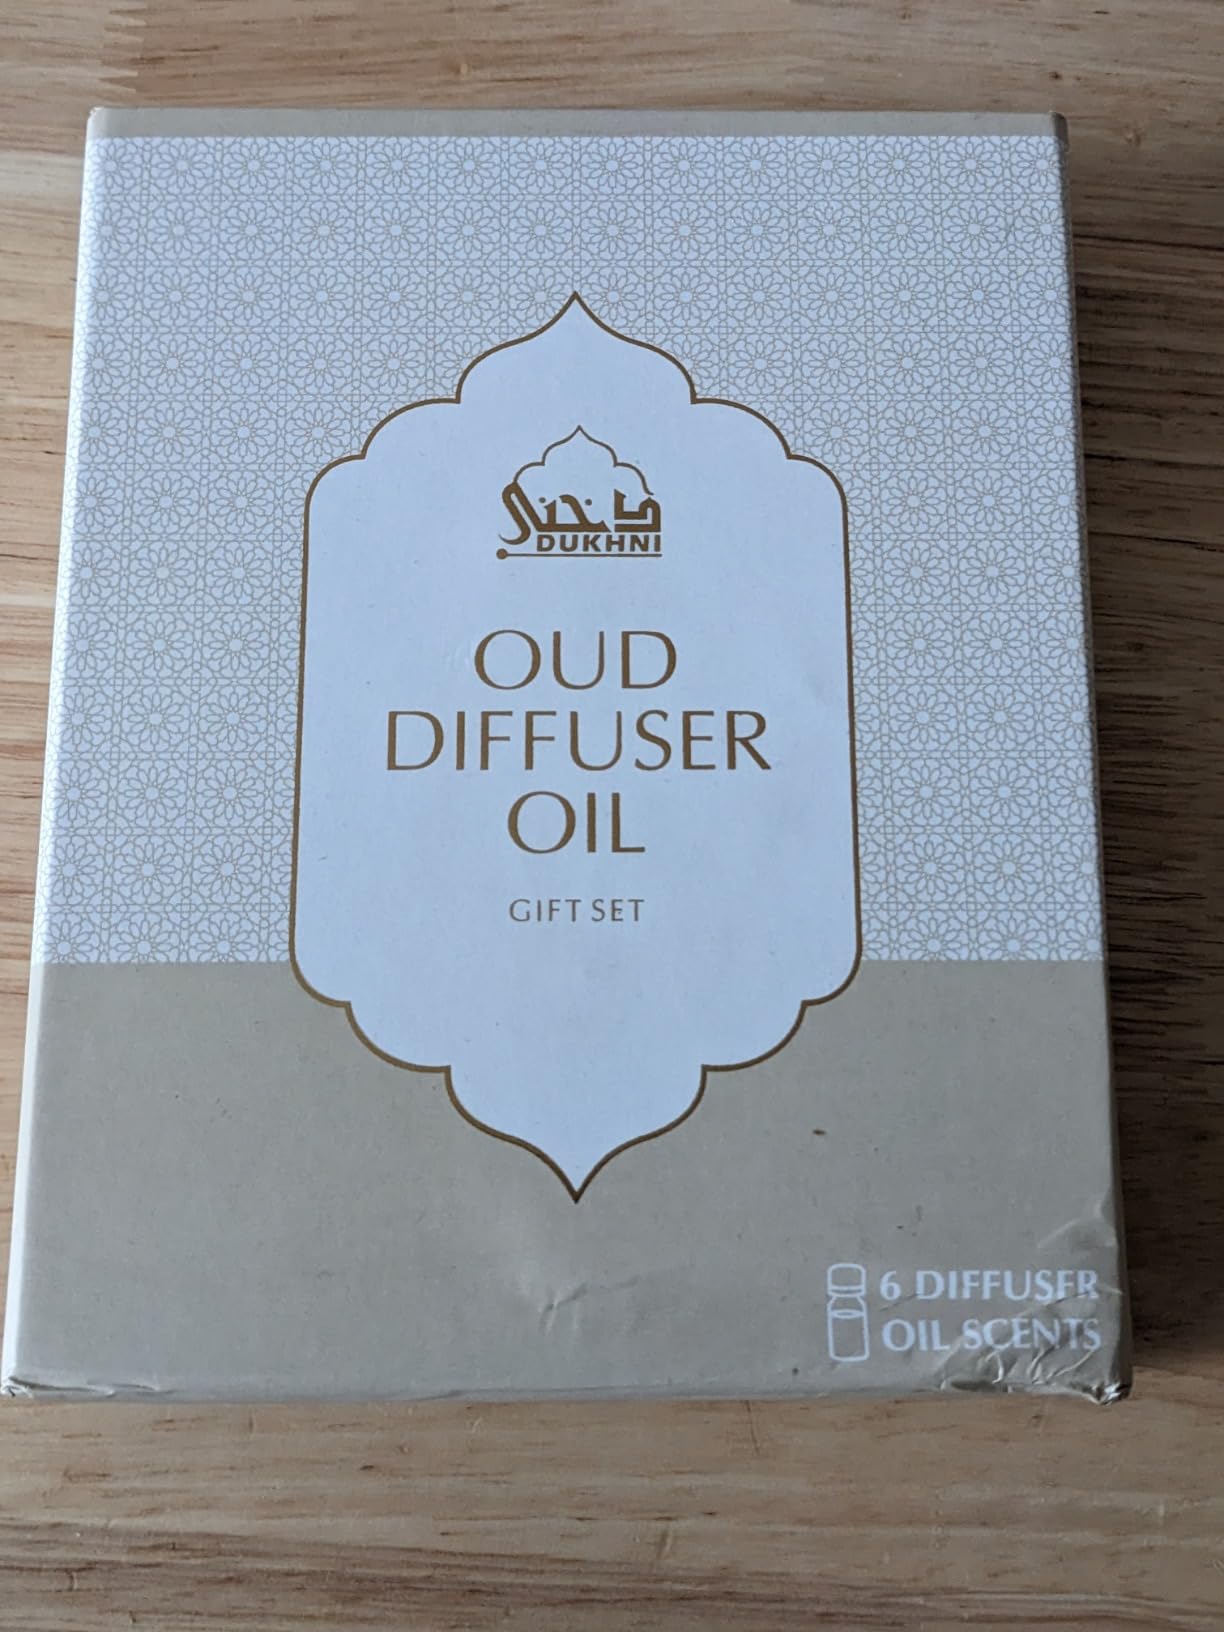 دخني
DUKHNI
OUD
DIFFUSER
OIL
GIFT SET
6 DIFFUSER
OIL SCENTS